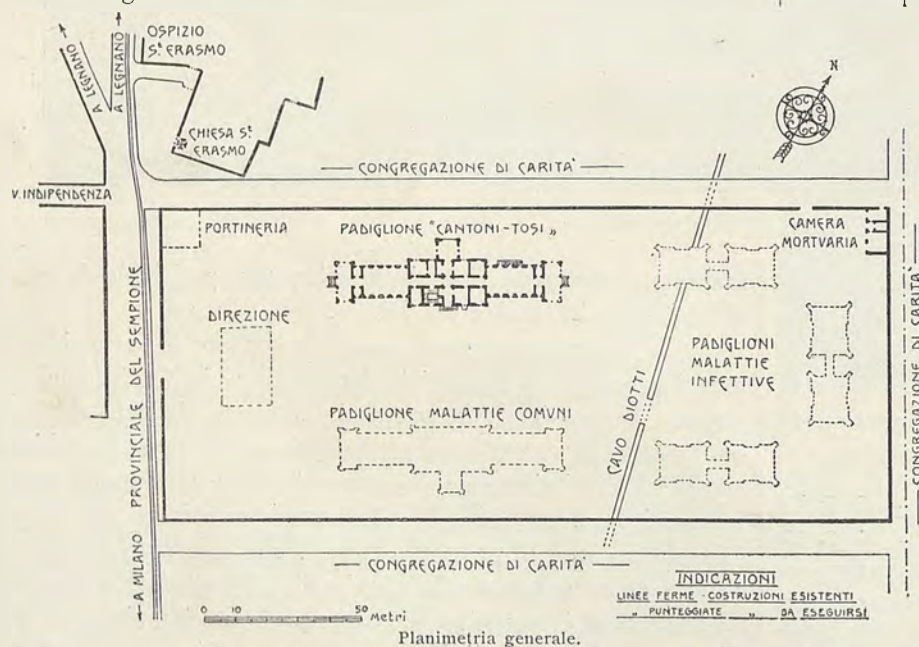 A LEGNANO
A LEGNANO
OSPIZIO
S.t ERASMO
CHIESA S.t
ERASMO
N
CONGREGAZIONE DI CARITA'
V. INDIPENDENZA
PORTINERIA
PADIGLIONE "CANTONI-TOSI„
CAMERA
MORTVARIA
DIREZIONE
PADIGLIONI
MALATTIE
INFETTIVE
PADIGLIONE MALATTIE COMVNI
CAVO DIOTTI
CONGREGAZIONE DI CARITA'
A MILANO PROVINCIALE DEL SEMPIONE
CONGREGAZIONE DI CARITA'
INDICAZIONI
LINEE FERME - COSTRUZIONI ESISTENTI
„ PUNTEGGIATE „ DA ESEGUIRSI
0 10 50 Metri
Planimetria generale.